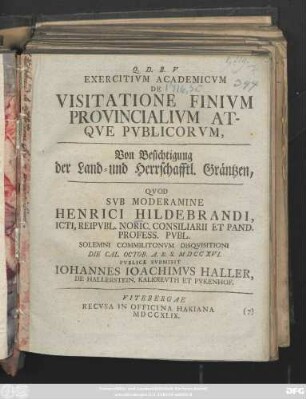 Q. D. B. V
EXERCITIVM ACADEMICVM
DE
VISITATIONE FINIVM
PROVINCIALIVM AT-
QVE PVBLICORVM,
Von Besichtigung
der Land- und Herrschafftl. Gräntzen,
QVOD
SVB MODERAMINE
HENRICI HILDEBRANDI,
ICTI, REIPVBL. NORIC. CONSILIARII ET PAND.
PROFESS. PVBL.
SOLEMNI COMMILITONVM DISQVISITIONI
DIE CAL. OCTOR. A. R. S. MDCCXVI.
PVBLICE SVBMISIT
IOHANNES IOACHIMVS HALLER,
DE HALLERSTEIN, KALKREVTH ET PVKENHOF.
VITEBERGAE
RECVSA IN OFFICINA HAKIANA
MDCCXLIX.
(7)